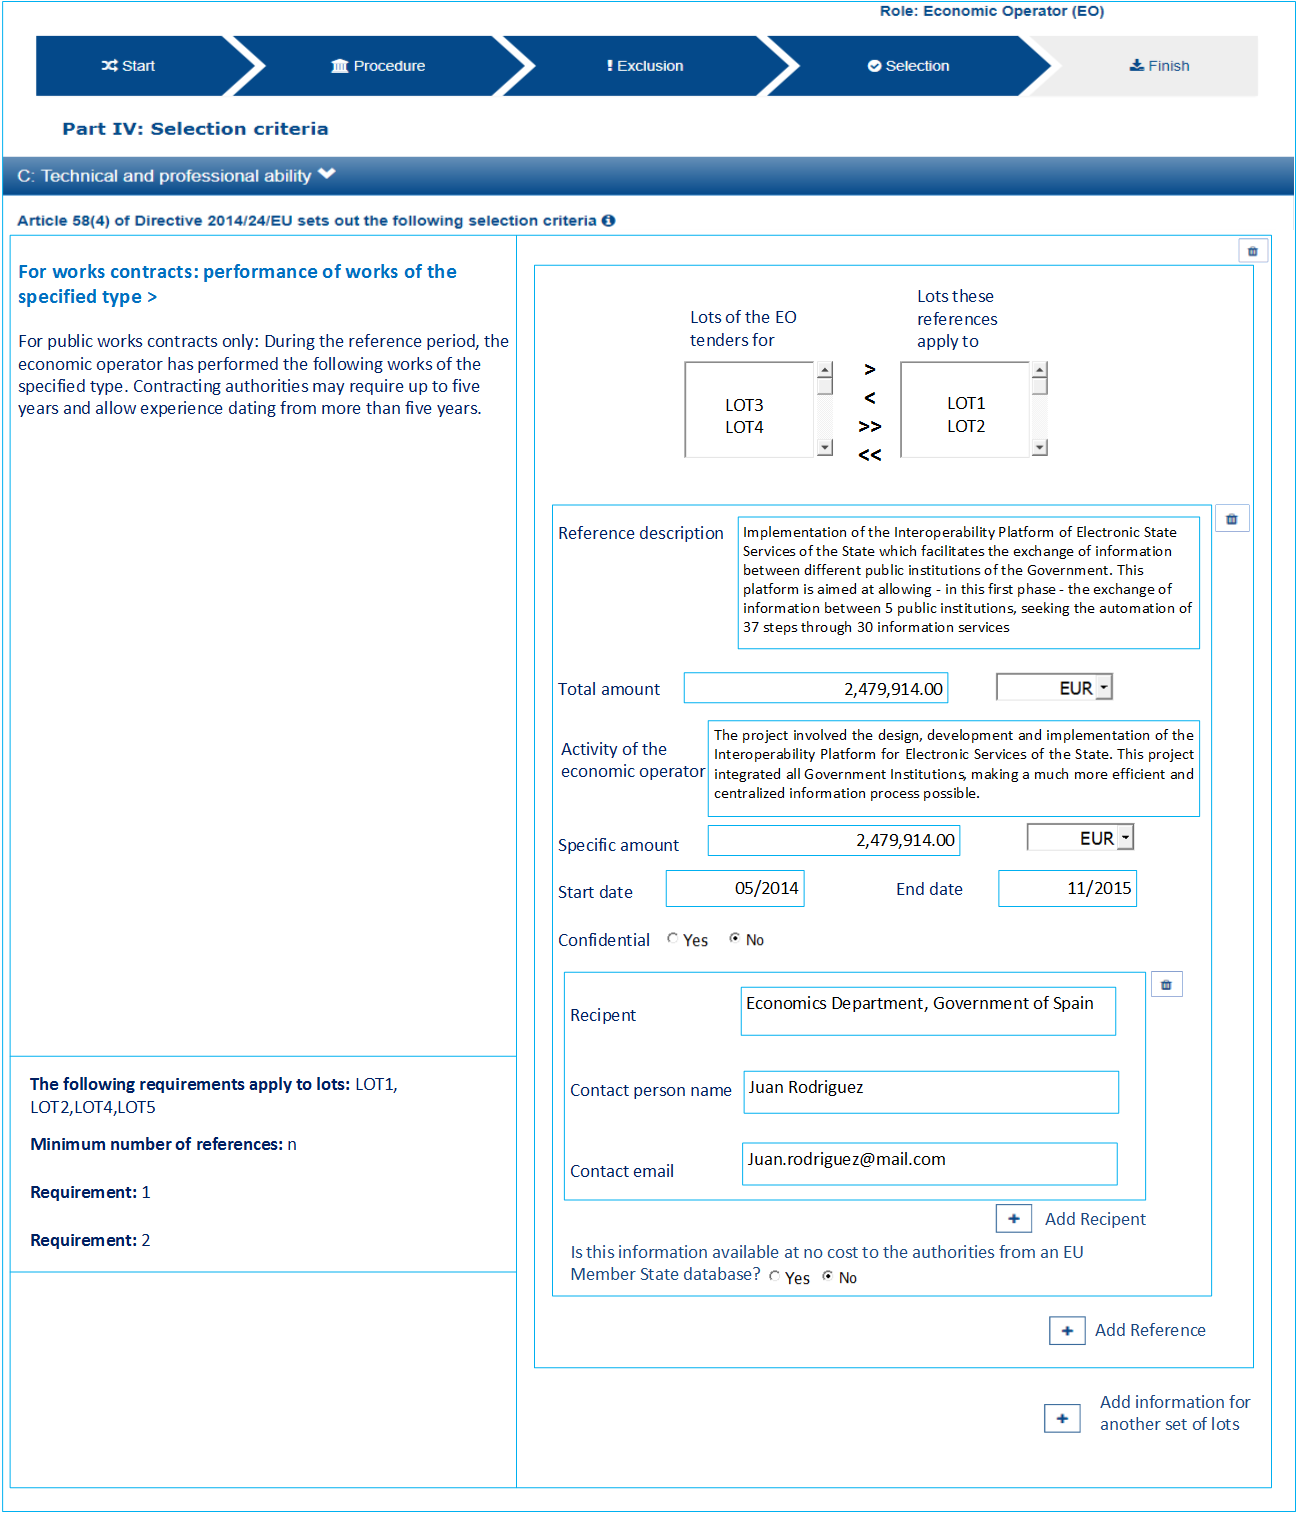 Role: Economic Operator (EO)
Start
Procedure
Exclusion
Selection
Finish
Part IV: Selection criteria
C: Technical and professional ability
Article 58(4) of Directive 2014/24/EU sets out the following selection criteria
For works contracts: performance of works of the
specified type >
For public works contracts only: During the reference period, the
economic operator has performed the following works of the
specified type. Contracting authorities may require up to five
years and allow experience dating from more than five years.
The following requirements apply to lots: LOT1,
LOT2,LOT4,LOT5
Minimum number of references: n
Requirement: 1
Requirement: 2
Lots of the EO
tenders for
LOT3
LOT4
>
<
>>
<<
Lots these
references
apply to
LOT1
LOT2
Reference description
Implementation of the Interoperability Platform of Electronic State
Services of the State which facilitates the exchange of information
between different public institutions of the Government. This
platform is aimed at allowing - in this first phase - the exchange of
information between 5 public institutions, seeking the automation of
37 steps through 30 information services
Total amount 2,479,914.00 EUR
Activity of the
economic operator
The project involved the design, development and implementation of the
Interoperability Platform for Electronic Services of the State. This project
integrated all Government Institutions, making a much more efficient and
centralized information process possible.
Specific amount 2,479,914.00 EUR
Start date 05/2014 End date 11/2015
Confidential Yes No
Recipent Economics Department, Government of Spain
Contact person name Juan Rodriguez
Contact email Juan.rodriguez@mail.com
+ Add Recipent
Is this information available at no cost to the authorities from an EU
Member State database? Yes No
+ Add Reference
+ Add information for
another set of lots